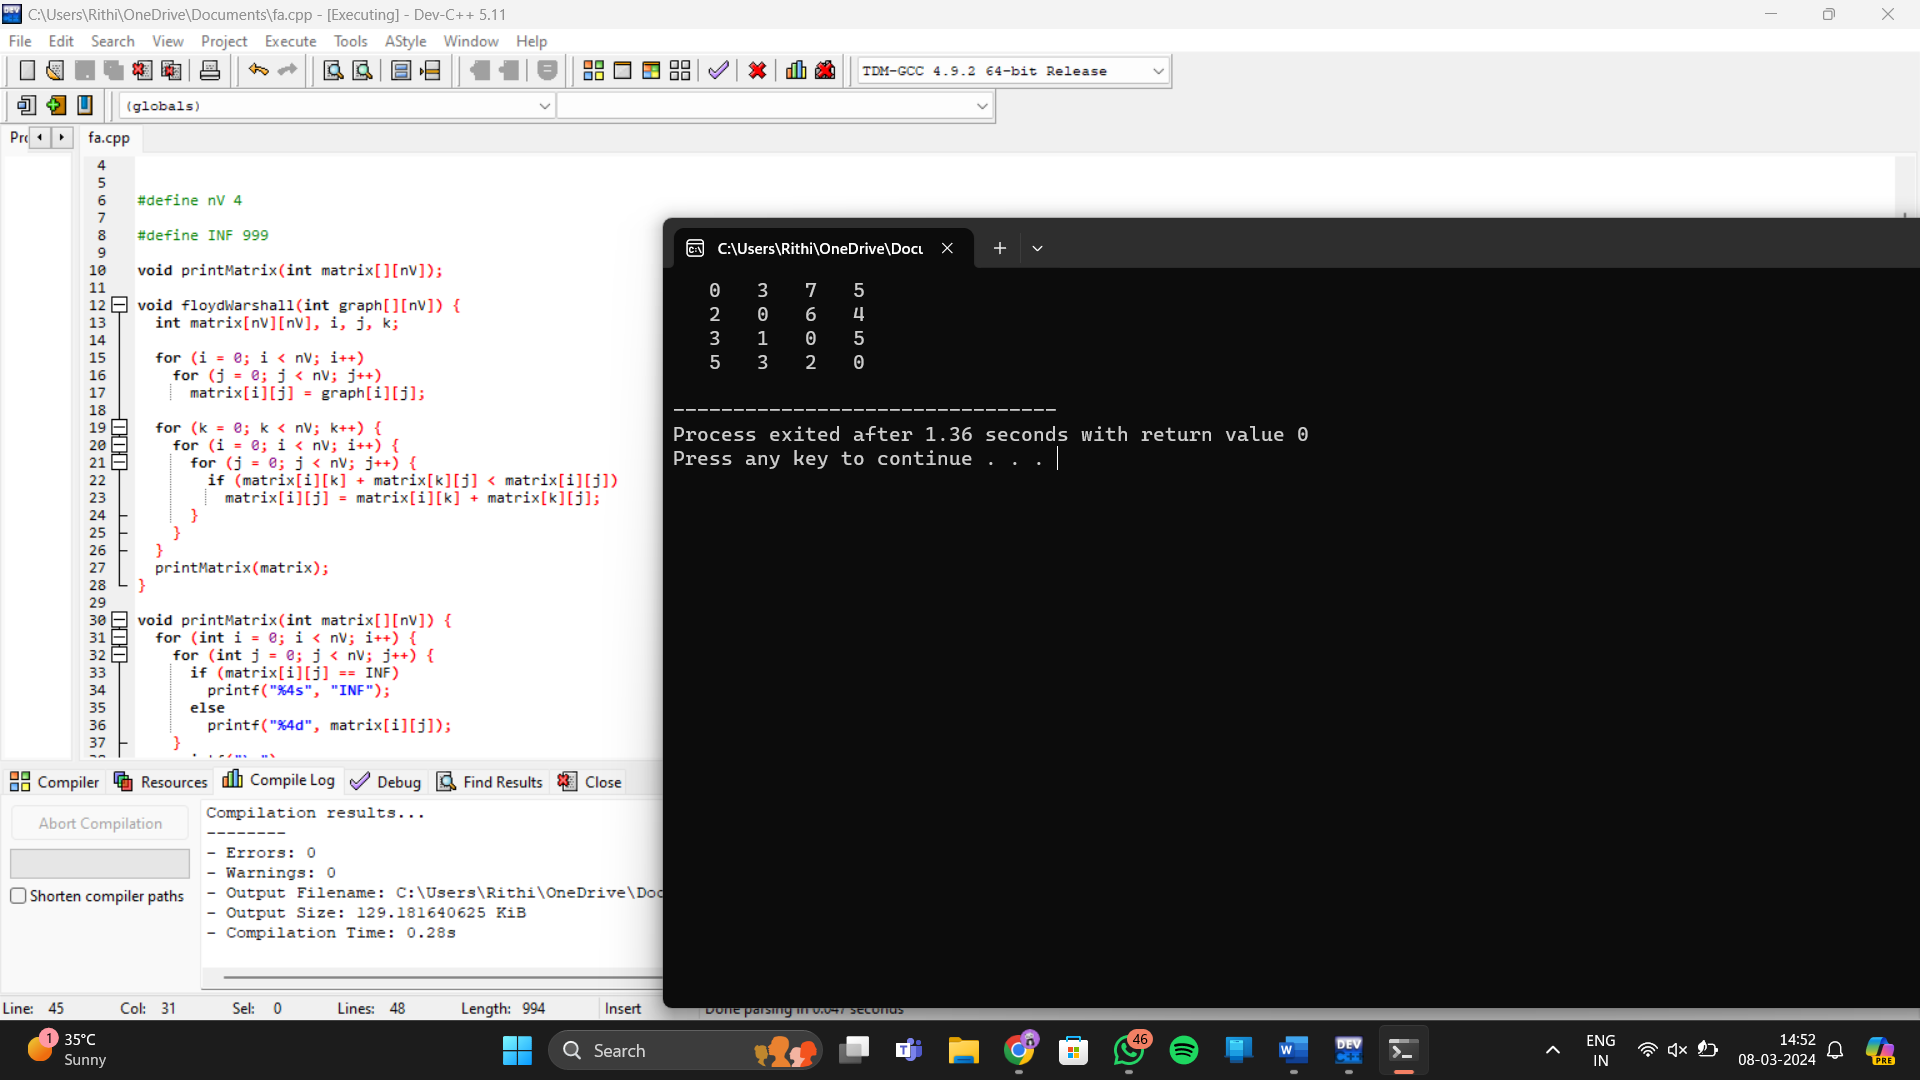 C:\Users\Rithi\OneDrive\Documents\fa.cpp - [Executing] - Dev-C++ 5.11
File Edit Search View Project Execute Tools AStyle Window Help
TDM-GCC 4.9.2 64-bit Release
(globals)
fa.cpp
4
5
6 #define nV 4
7
8 #define INF 999
9
10 void printMatrix(int matrix[][nV]);
11
12 void floydWarshall(int graph[][nV]) {
13 int matrix[nV][nV], i, j, k;
14
15 for (i = 0; i < nV; i++)
16 for (j = 0; j < nV; j++)
17 matrix[i][j] = graph[i][j];
18
19 for (k = 0; k < nV; k++) {
20 for (i = 0; i < nV; i++) {
21 for (j = 0; j < nV; j++) {
22 if (matrix[i][k] + matrix[k][j] < matrix[i][j])
23 matrix[i][j] = matrix[i][k] + matrix[k][j];
24 }
25 }
26 }
27 printMatrix(matrix);
28 }
29
30 void printMatrix(int matrix[][nV]) {
31 for (int i = 0; i < nV; i++) {
32 for (int j = 0; j < nV; j++) {
33 if (matrix[i][j] == INF)
34 printf("%4s", "INF");
35 else
36 printf("%4d", matrix[i][j]);
37 }
C:\Users\Rithi\OneDrive\Docu
0 3 7 5
2 0 6 4
3 1 0 5
5 3 2 0
--------------------------------
Process exited after 1.36 seconds with return value 0
Press any key to continue . . .
Compiler Resources Compile Log Debug Find Results Close
Abort Compilation
Shorten compiler paths
Compilation results...
--------
- Errors: 0
- Warnings: 0
- Output Filename: C:\Users\Rithi\OneDrive\Doc
- Output Size: 129.181640625 KiB
- Compilation Time: 0.28s
Line: 45 Col: 31 Sel: 0 Lines: 48 Length: 994 Insert Done parsing in 0.047 seconds
1
35°C
Sunny
Search
46
DEV C++
ENG
IN
14:52
08-03-2024
PRE